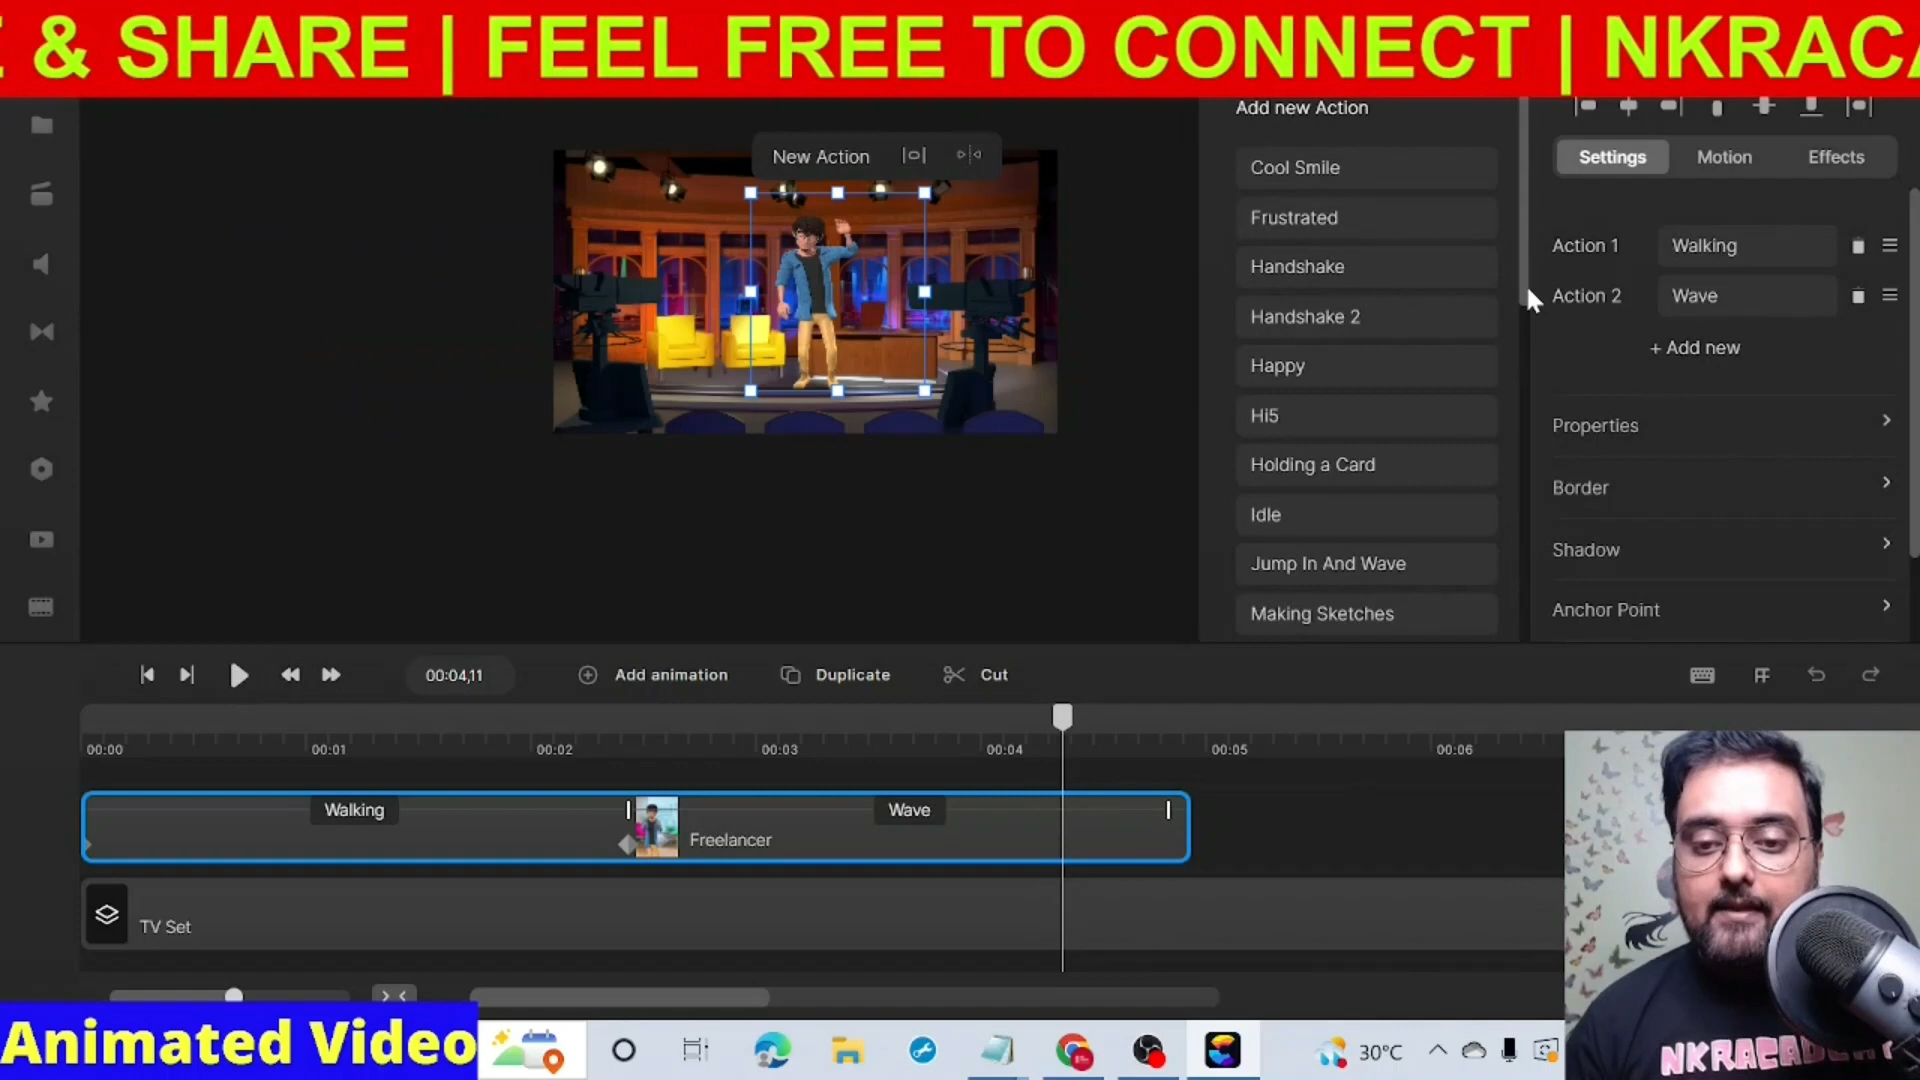 & SHARE | FEEL FREE TO CONNECT | NKRACA
Add new Action
New Action
Cool Smile
Frustrated
Handshake
Handshake 2
Happy
Hi5
Holding a Card
Idle
Jump In And Wave
Making Sketches
Settings Motion Effects
Action 1 Walking
Action 2 Wave
+ Add new
Properties
Border
Shadow
Anchor Point
00:04,11 Add animation Duplicate Cut
00:00 00:01 00:02 00:03 00:04 00:05 00:06
Walking Wave
Freelancer
TV Set
Animated Video
30°C
NKRACADEMY